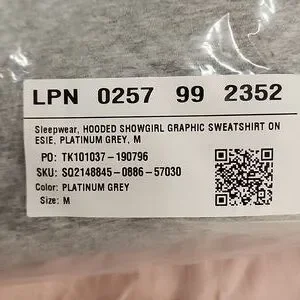 LPN 0257 99 2352
Sleepwear, HOODED SHOWGIRL GRAPHIC SWEATSHIRT ON
ESIE, PLATINUM GREY, M
PO: TK101037-190796
SKU: SQ2148845-0886-57030
Color: PLATINUM GREY
Size: M